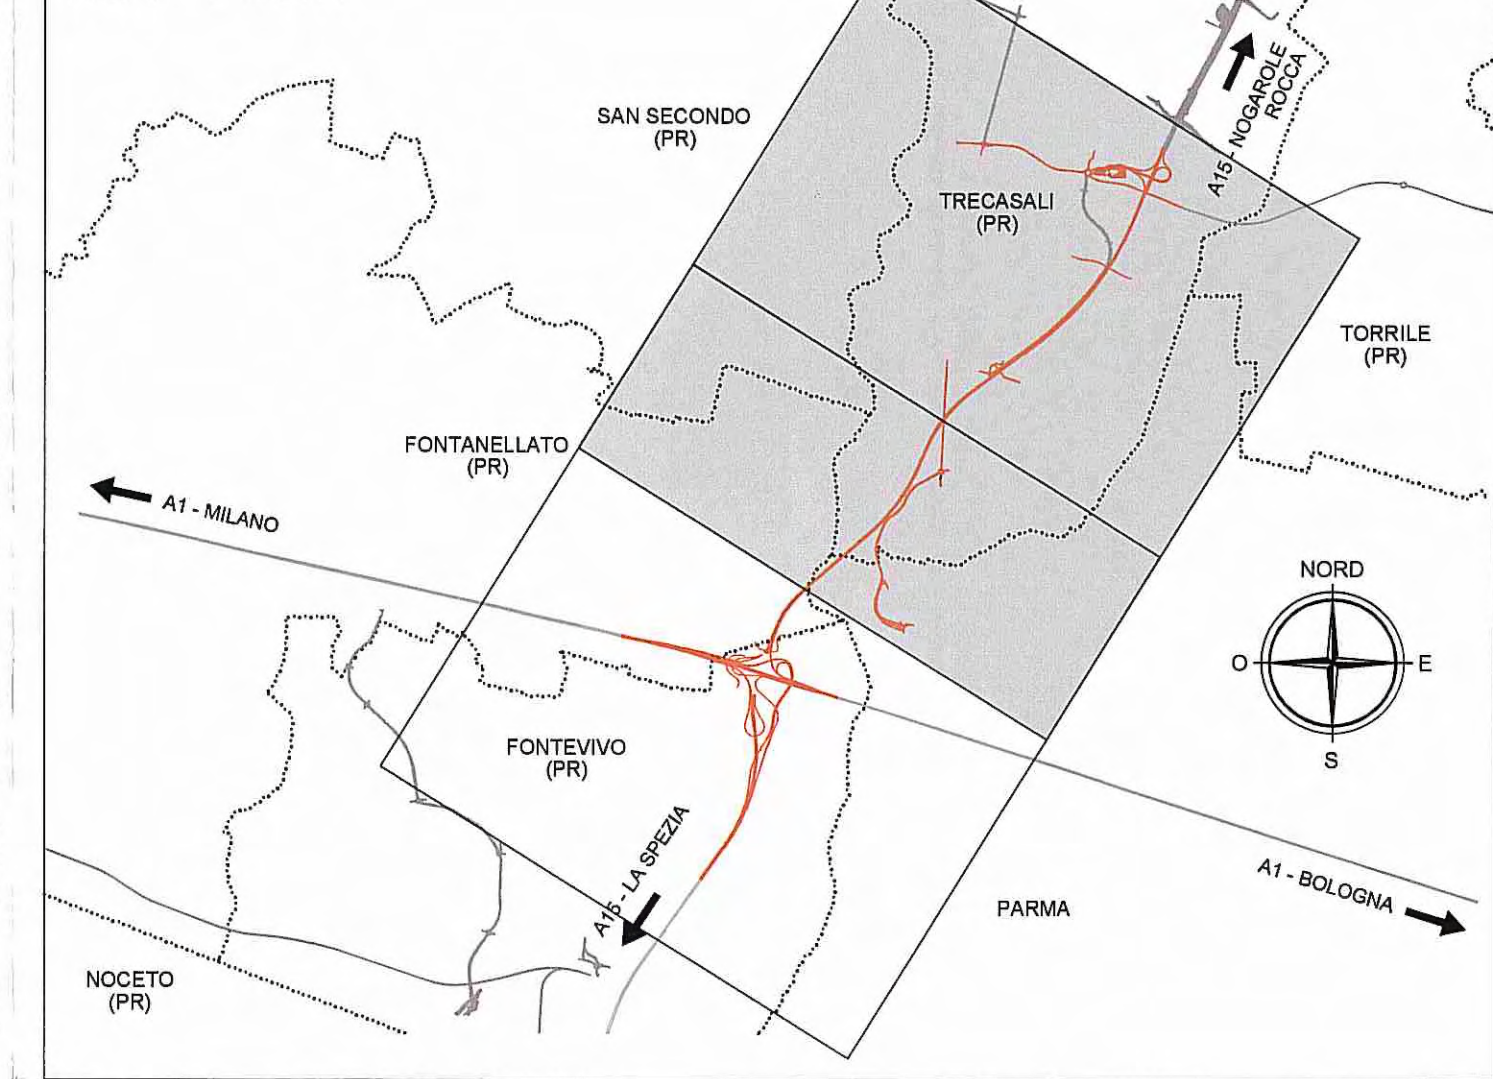 A15 - NOGAROLE
ROCCA
SAN SECONDO
(PR)
TRECASALI
(PR)
TORRILE
(PR)
FONTANELLATO
(PR)
A1 - MILANO
NORD
O
E
S
FONTEVIVO
(PR)
A15 - LA SPEZIA
A1 - BOLOGNA
PARMA
NOCETO
(PR)